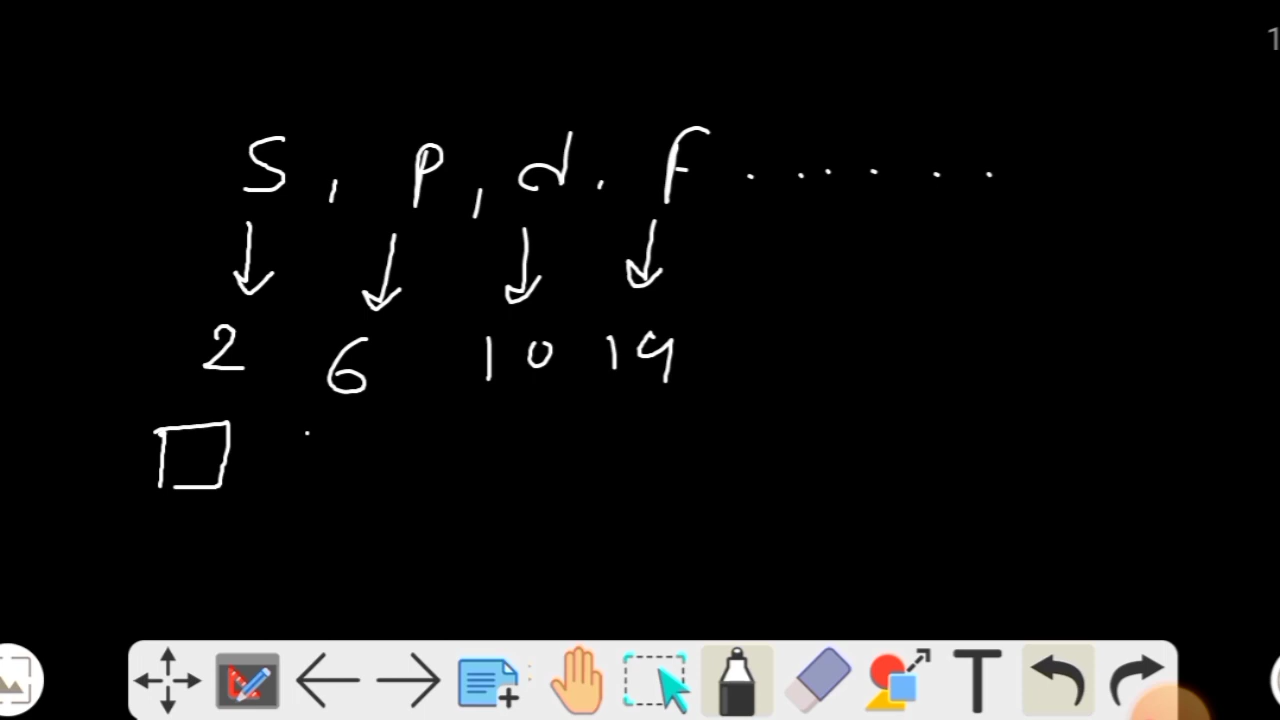 S, P, d. f . . . . . .
2 6 10 14
T